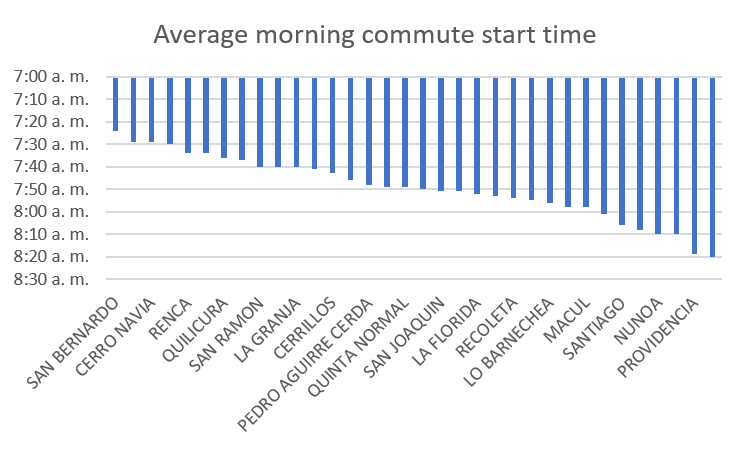 Average morning commute start time
7:00 a. m.
7:10 a. m.
7:20 a. m.
7:30 a. m.
7:40 a. m.
7:50 a. m.
8:00 a. m.
8:10 a. m.
8:20 a. m.
8:30 a. m.
SAN BERNARDO
CERRO NAVIA
RENCA
QUILICURA
SAN RAMON
LA GRANJA
CERRILLOS
PEDRO AGUIRRE CERDA
QUINTA NORMAL
SAN JOAQUIN
LA FLORIDA
RECOLETA
LO BARNECHEA
MACUL
SANTIAGO
NUNOA
PROVIDENCIA